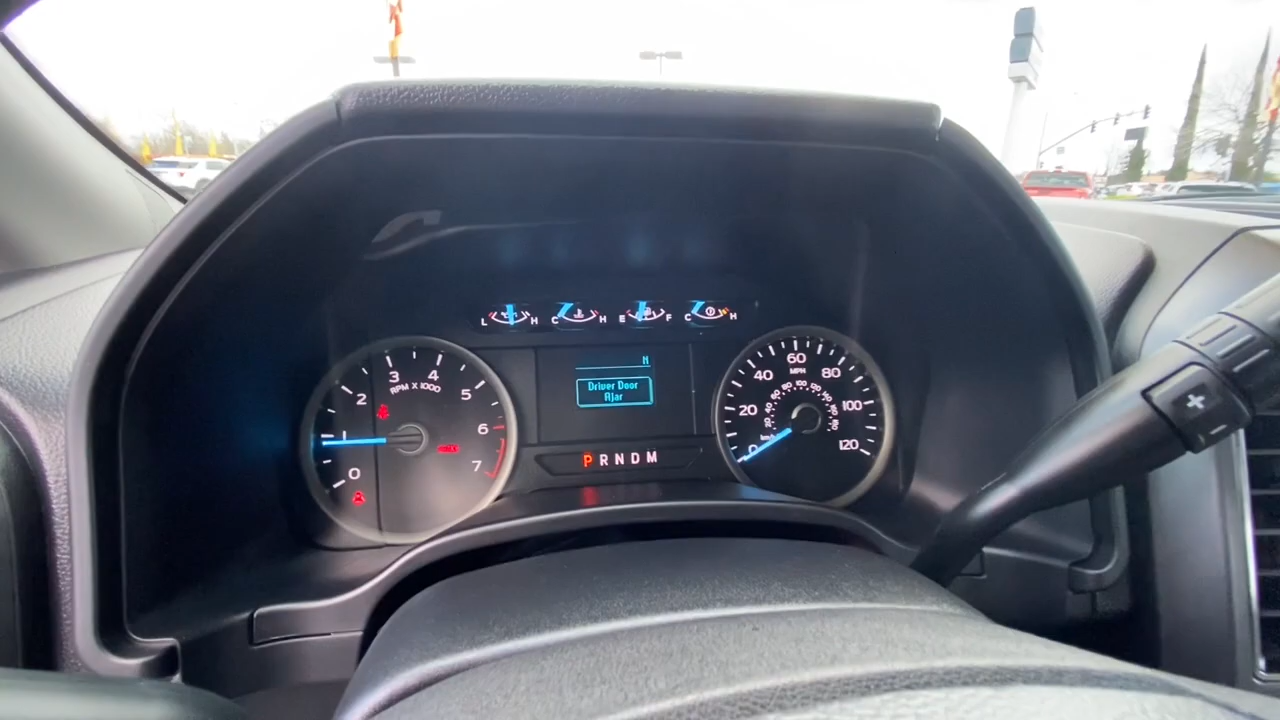 L H C H E F C H
N
Driver Door
Ajar
P R N D M
0 1 2 3 4 5 6 7
RPM X 1000
0 20 40 60 80 100 120
MPH
km/h